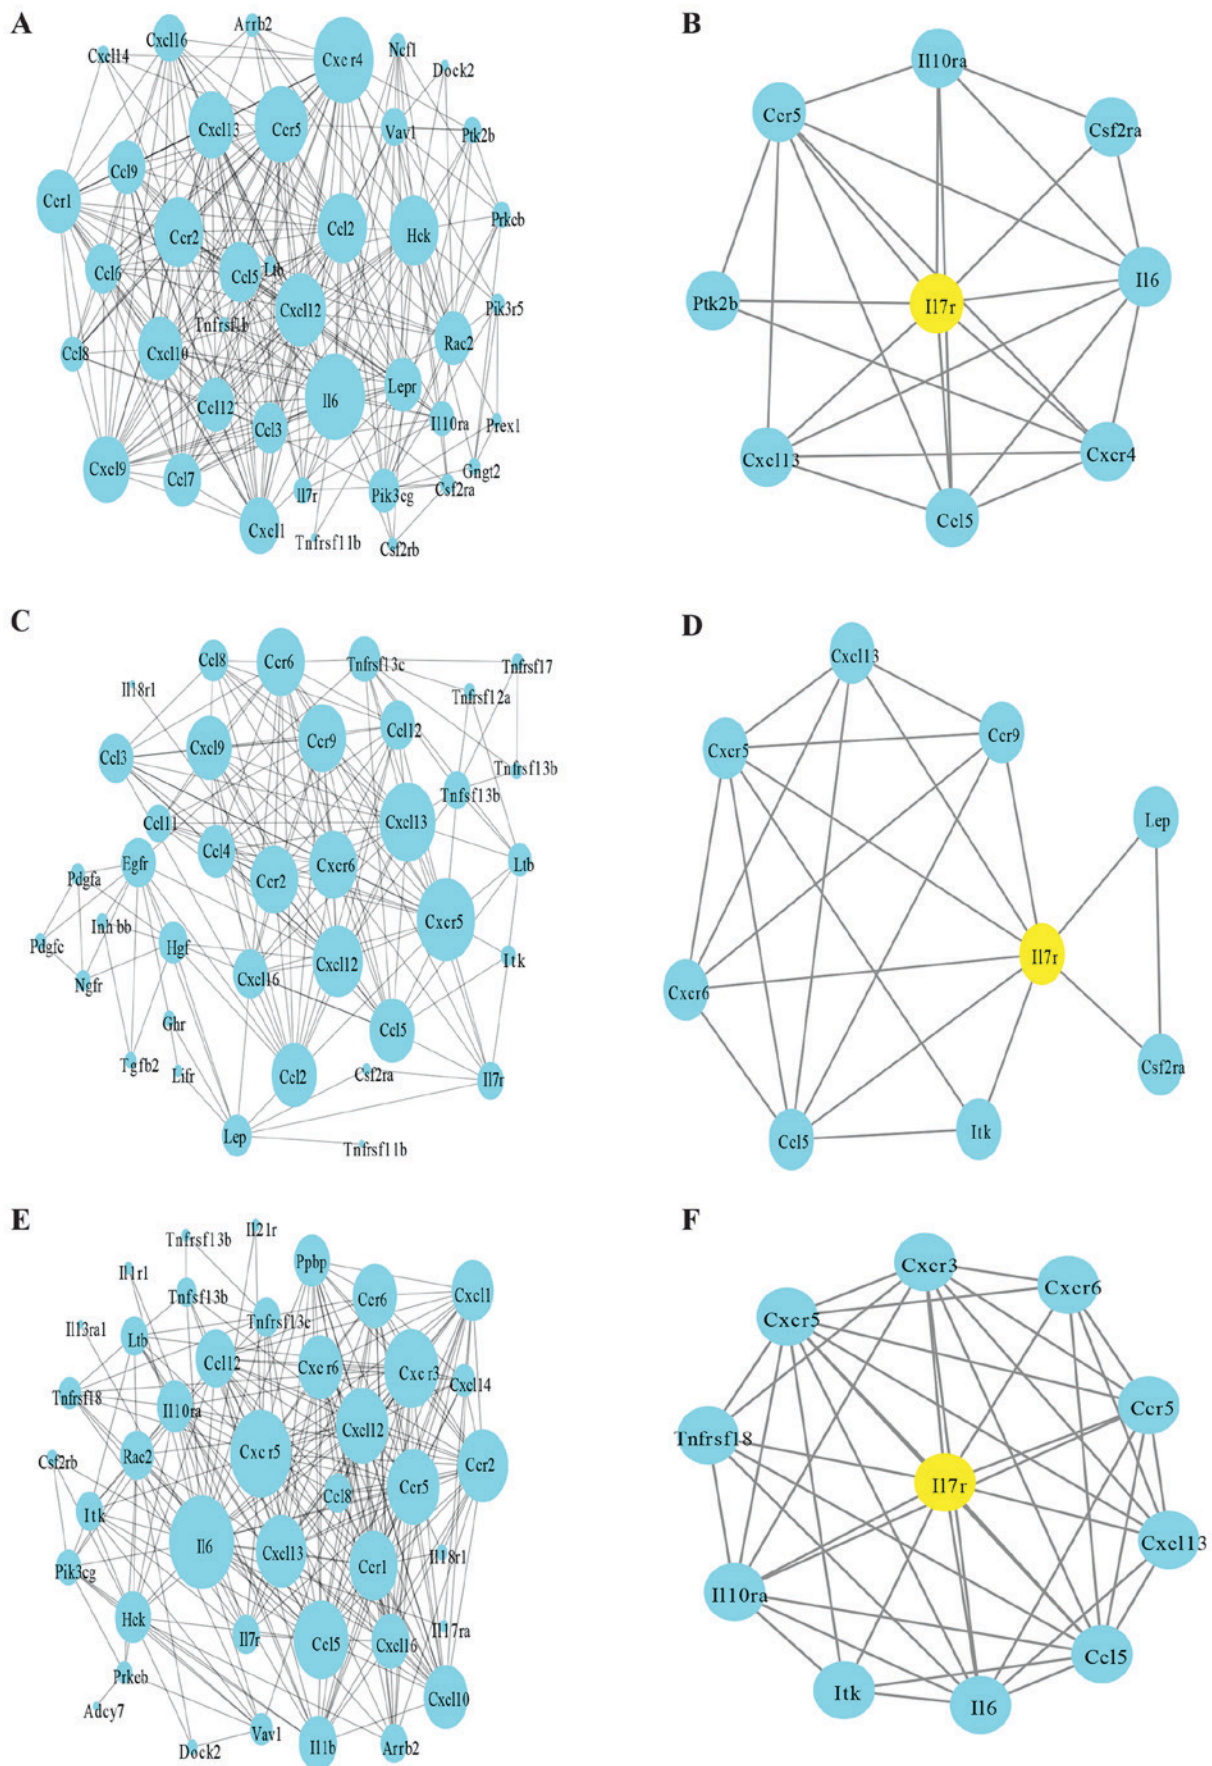 A
Arrb2
Cxcl16
Cxcl14
Cxcr4
Ncf1
Dock2
Cxcl13
Ccr5
Vav1
Ptk2b
Ccl9
Ccr1
Ccr2
Ccl2
Hck
Prkcb
Ccl6
Ccl5
Ltb
Cxcl12
Pik3r5
Tnfrsf1b
Ccl8
Cxcl10
Rac2
Ccl12
Il6
Lepr
Ccl3
Il10ra
Prex1
Cxcl9
Ccl7
Il7r
Pik3cg
Csf2ra
Gngt2
Cxcl1
Tnfrsf11b
Csf2rb
B
Il10ra
Ccr5
Csf2ra
Il6
Ptk2b
Il7r
Cxcl13
Cxcr4
Ccl5
C
Ccl8
Ccr6
Tnfrsf13c
Tnfrsf17
Il18r1
Tnfrsf12a
Cxcl9
Ccr9
Ccl12
Ccl3
Tnfrsf13b
Tnfsf13b
Ccl11
Cxcl13
Ccl4
Cxcr6
Egfr
Ccr2
Ltb
Pdgfa
Cxcr5
Inhbb
Pdgfc
Hgf
Cxcl12
Itk
Ngfr
Cxcl16
Ghr
Ccl5
Tgfb2
Lifr
Ccl2
Csf2ra
Il7r
Lep
Tnfrsf11b
D
Cxcl13
Cxcr5
Ccr9
Lep
Il7r
Cxcr6
Csf2ra
Ccl5
Itk
E
Tnfrsf13b
Il21r
Ppbp
Il1r1
Tnfsf13b
Ccr6
Cxcl1
Tnfrsf13c
Il13ra1
Ltb
Ccl12
Cxcr6
Cxcr3
Cxcl14
Tnfrsf18
Il10ra
Cxcl12
Cxcr5
Rac2
Csf2rb
Ccr5
Ccr2
Ccl8
Itk
Il6
Cxcl13
Ccr1
Il18r1
Pik3cg
Hck
Il7r
Ccl5
Cxcl16
Il17ra
Prkcb
Cxcl10
Adcy7
Dock2
Vav1
Il1b
Arrb2
F
Cxcr3
Cxcr6
Cxcr5
Ccr5
Tnfrsf18
Il7r
Cxcl13
Il10ra
Ccl5
Itk
Il6